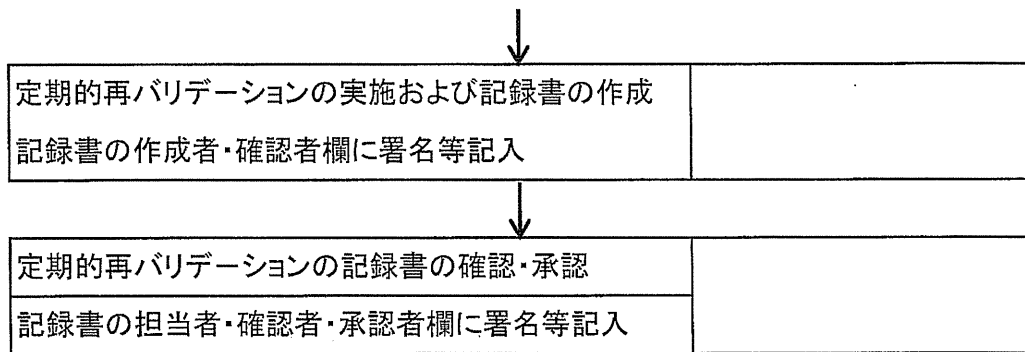 定期的再バリデーションの実施および記録書の作成
記録書の作成者・確認者欄に署名等記入
定期的再バリデーションの記録書の確認・承認
記録書の担当者・確認者・承認者欄に署名等記入